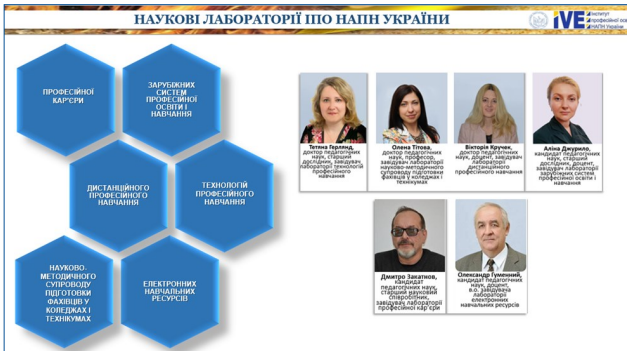 НАУКОВІ ЛАБОРАТОРІЇ ІПО НАПН УКРАЇНИ
IVE
Інститут
професійної осв
НАПН України
ПРОФЕСІЙНОЇ
КАР'ЄРИ
ЗАРУБІЖНИХ
СИСТЕМ
ПРОФЕСІЙНОЇ
ОСВІТИ І
НАВЧАННЯ
ДИСТАНЦІЙНОГО
ПРОФЕСІЙНОГО
НАВЧАННЯ
ТЕХНОЛОГІЙ
ПРОФЕСІЙНОГО
НАВЧАННЯ
НАУКОВО-
МЕТОДИЧНОГО
СУПРОВОДУ
ПІДГОТОВКИ
ФАХІВЦІВ У
КОЛЕДЖАХ І
ТЕХНІКУМАХ
ЕЛЕКТРОННИХ
НАВЧАЛЬНИХ
РЕСУРСІВ
Тетяна Герлянд,
доктор педагогічних
наук, старший
дослідник, завідувач
лабораторії технологій
професійного
навчання
Олена Тітова,
доктор педагогічних
наук, професор,
завідувач лабораторії
науково-методичного
супроводу підготовки
фахівців у коледжах і
технікумах
Вікторія Кручек,
доктор педагогічних
наук, доцент, завідувач
лабораторії
дистанційного
професійного навчання
Аліна Джурило,
кандидат педагогічних
наук, старший
дослідник, доцент,
завідувач лабораторії
зарубіжних систем
професійної освіти і
навчання
Дмитро Закатнов,
кандидат
педагогічних наук,
старший науковий
співробітник,
завідувач лабораторії
професійної кар'єри
Олександр Гуменний,
кандидат педагогічних
наук, доцент,
в.о. завідувача
лабораторії
електронних
навчальних ресурсів